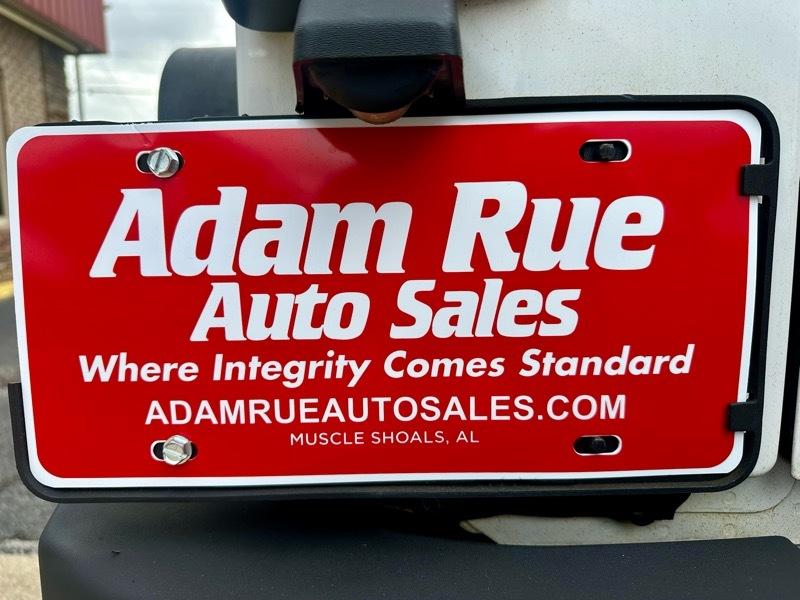 Adam Rue
Auto Sales
Where Integrity Comes Standard
ADAMRUEAUTOSALES.COM
MUSCLE SHOALS, AL